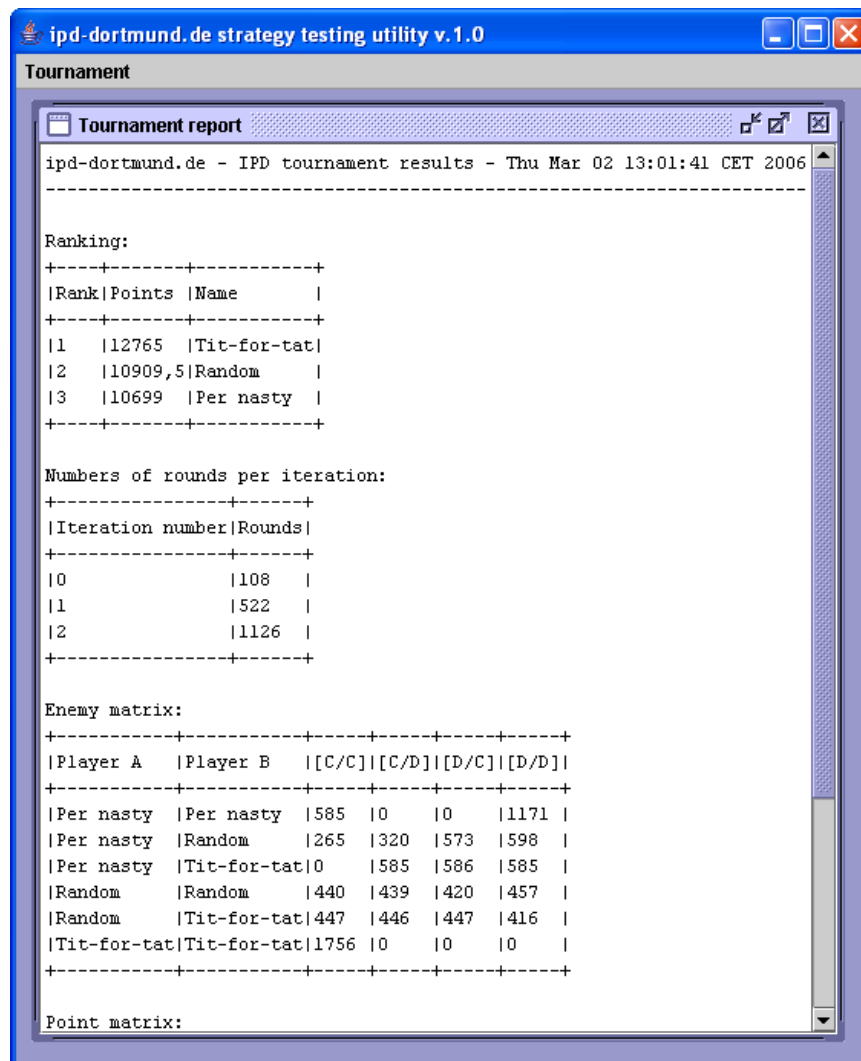 ipd-dortmund.de strategy testing utility v.1.0
Tournament
Tournament report
ipd-dortmund.de - IPD tournament results - Thu Mar 02 13:01:41 CET 2006
-----------------------------------------------------------------------
Ranking:
+----+-------+-----------+
|Rank|Points |Name       |
+----+-------+-----------+
|1   |12765  |Tit-for-tat|
|2   |10909,5|Random     |
|3   |10699  |Per nasty  |
+----+-------+-----------+
Numbers of rounds per iteration:
+----------------+------+
|Iteration number|Rounds|
+----------------+------+
|0               |108   |
|1               |522   |
|2               |1126  |
+----------------+------+
Enemy matrix:
+-----------+-----------+-----+-----+-----+-----+
|Player A   |Player B   |[C/C]|[C/D]|[D/C]|[D/D]|
+-----------+-----------+-----+-----+-----+-----+
|Per nasty  |Per nasty  |585  |0    |0    |1171 |
|Per nasty  |Random     |265  |320  |573  |598  |
|Per nasty  |Tit-for-tat|0    |585  |586  |585  |
|Random     |Random     |440  |439  |420  |457  |
|Random     |Tit-for-tat|447  |446  |447  |416  |
|Tit-for-tat|Tit-for-tat|1756 |0    |0    |0    |
+-----------+-----------+-----+-----+-----+-----+
Point matrix: